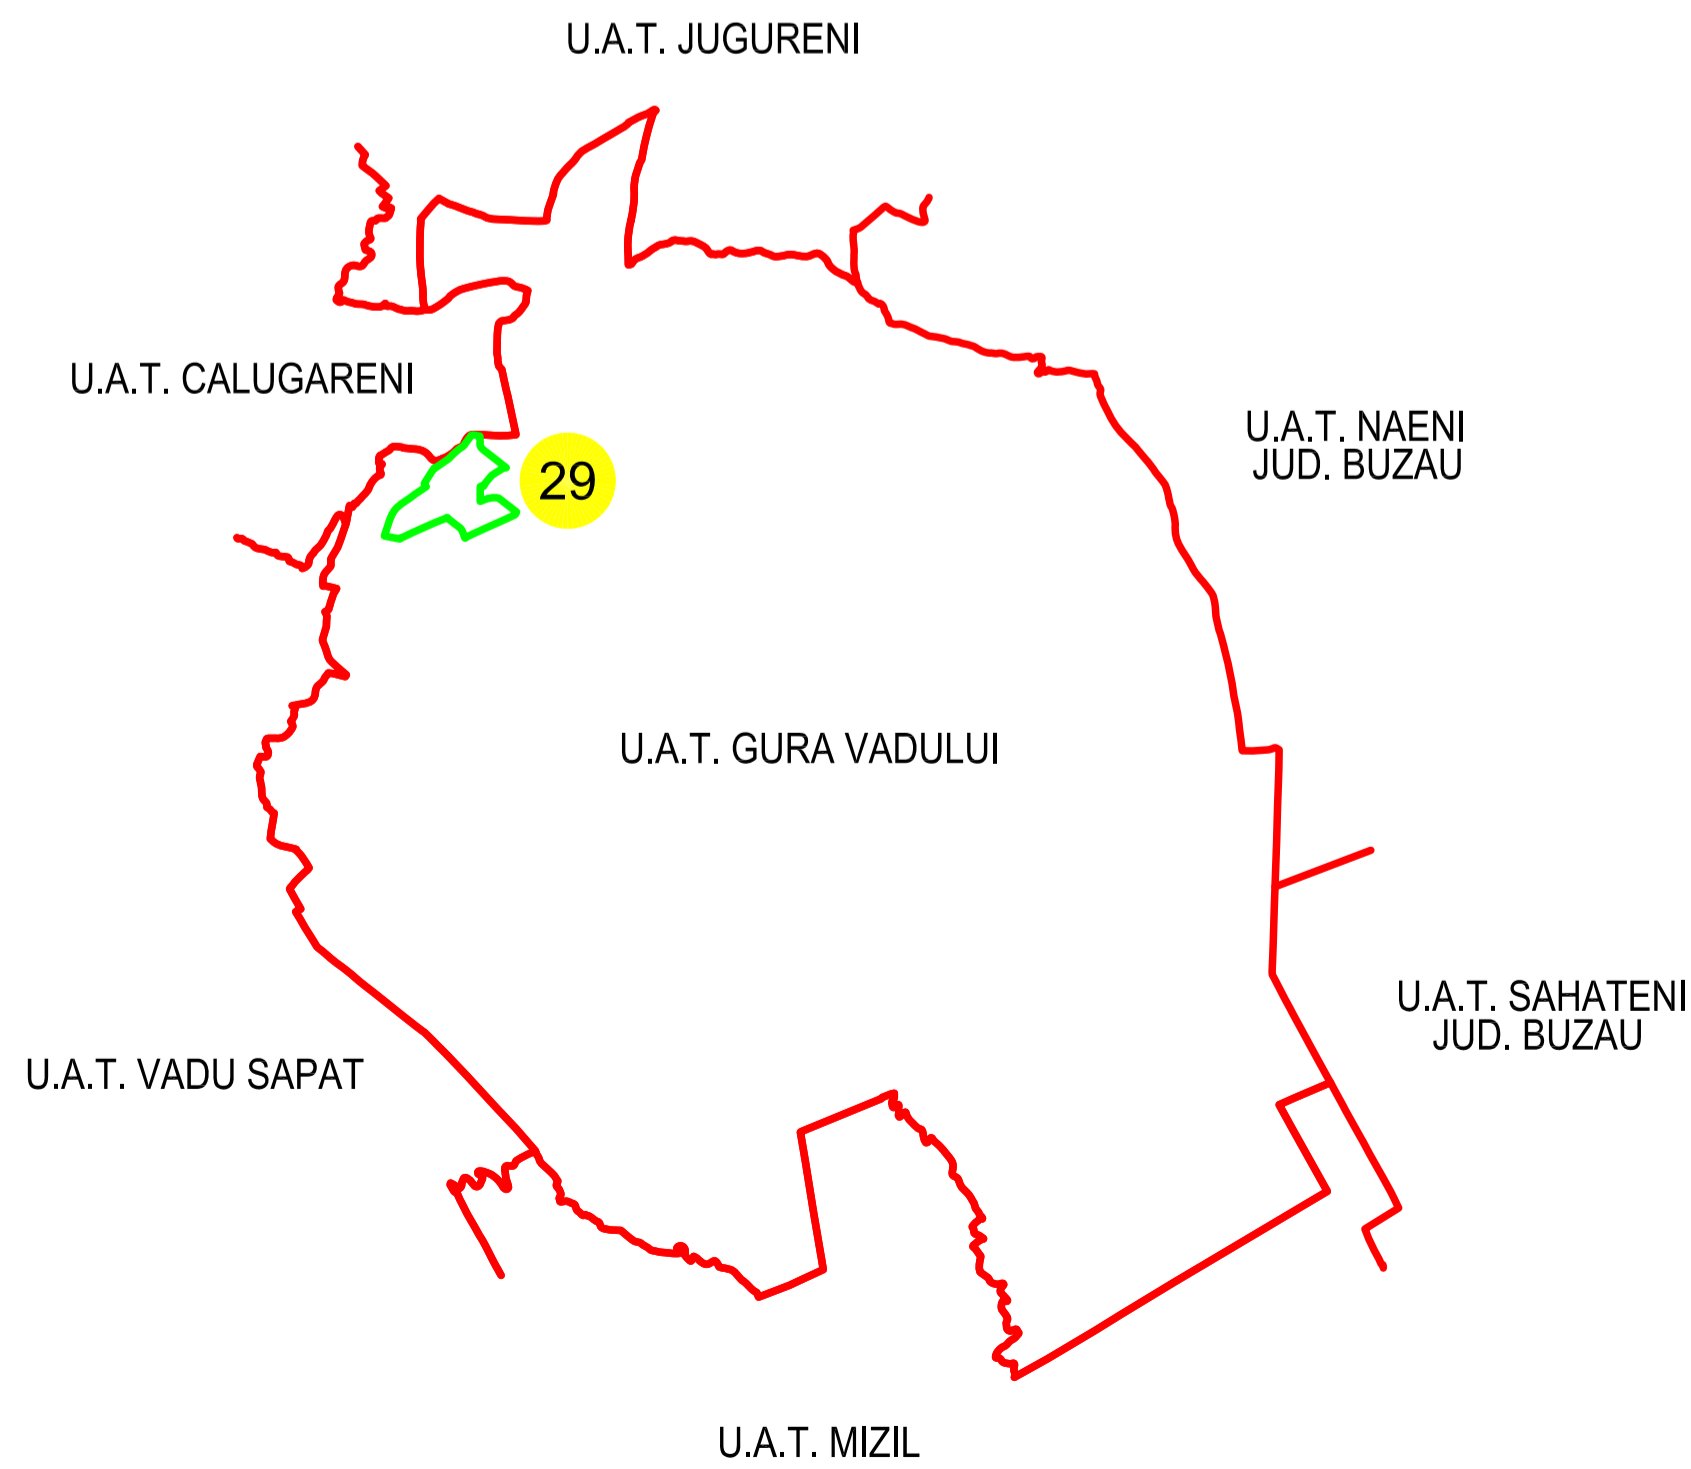 U.A.T. JUGURENI
U.A.T. CALUGARENI
U.A.T. NAENI
JUD. BUZAU
29
U.A.T. GURA VADULUI
U.A.T. SAHATENI
JUD. BUZAU
U.A.T. VADU SAPAT
U.A.T. MIZIL